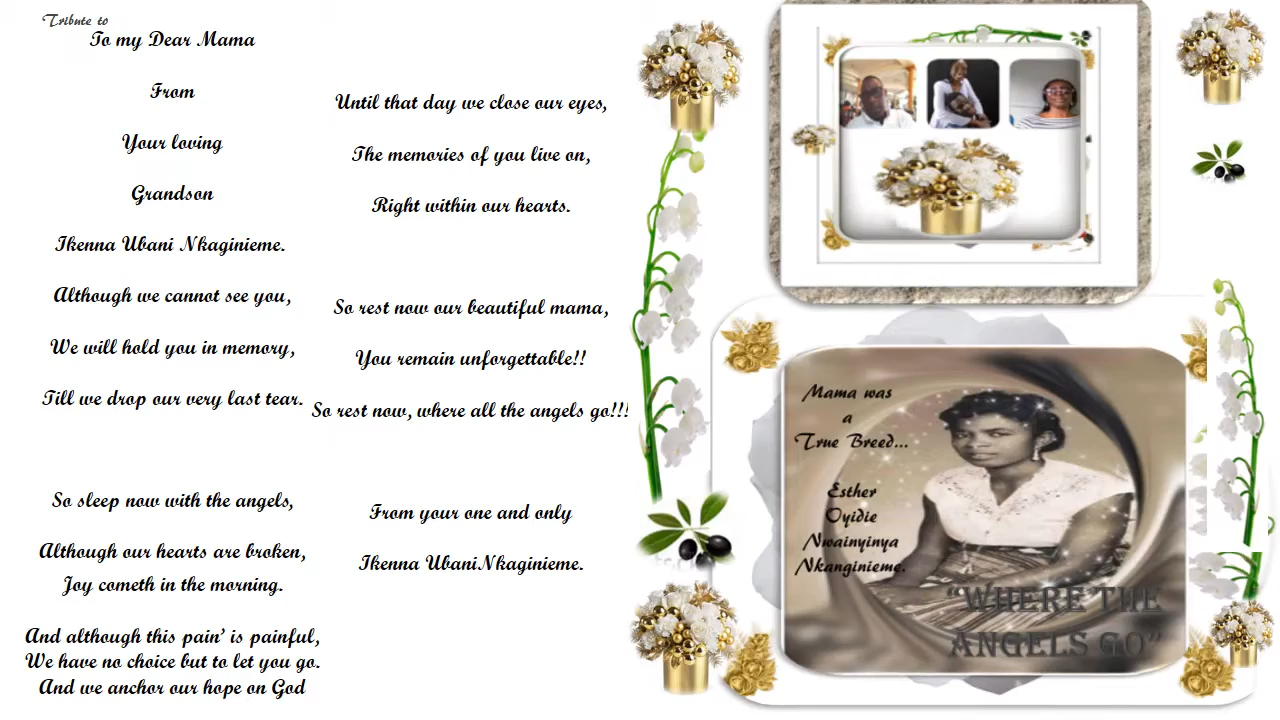 Tribute to
To my Dear Mama
From
Your loving
Grandson
Ikenna Ubani Nkaginieme.
Although we cannot see you,
We will hold you in memory,
Till we drop our very last tear.
So sleep now with the angels,
Although our hearts are broken,
Joy cometh in the morning.
And although this pain’ is painful,
We have no choice but to let you go.
And we anchor our hope on God
Until that day we close our eyes,
The memories of you live on,
Right within our hearts.
So rest now our beautiful mama,
You remain unforgettable!!
So rest now, where all the angels go!!!
From your one and only
Ikenna UbaniNkaginieme.
Mama was
a
True Breed...
Esther
Oyidie
Nwainyinya
Nkanginieme.
“WHERE THE
ANGELS GO”